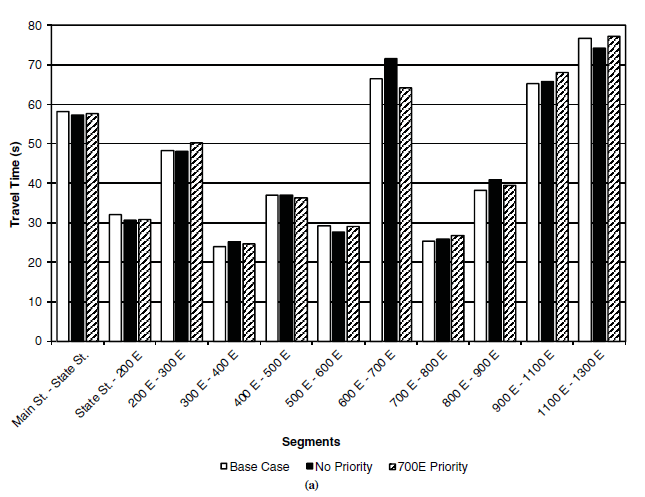 80
70
60
50
40
30
20
10
0
Travel Time (s)
Main St. - State St.
State St. - 200 E
200 E - 300 E
300 E - 400 E
400 E - 500 E
500 E - 600 E
600 E - 700 E
700 E - 800 E
800 E - 900 E
900 E - 1100 E
1100 E - 1300 E
Segments
Base Case No Priority 700E Priority
(a)